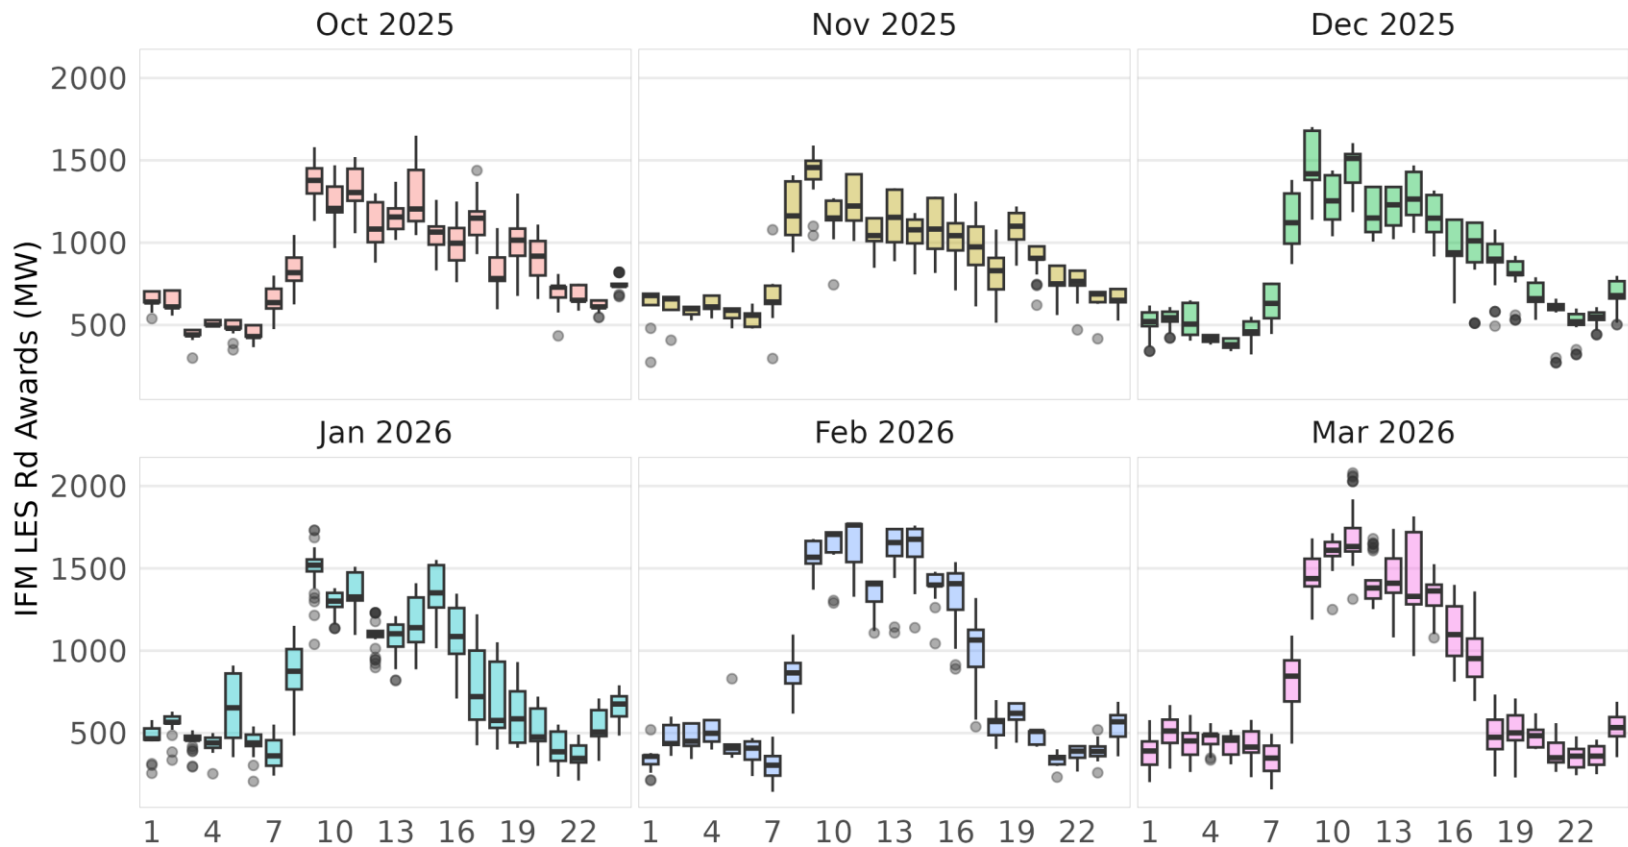 Oct 2025
Nov 2025
Dec 2025
2000
1500
1000
500
Jan 2026
Feb 2026
Mar 2026
2000
1500
1000
500
IFM LES Rd Awards (MW)
1 4 7 10 13 16 19 22
1 4 7 10 13 16 19 22
1 4 7 10 13 16 19 22